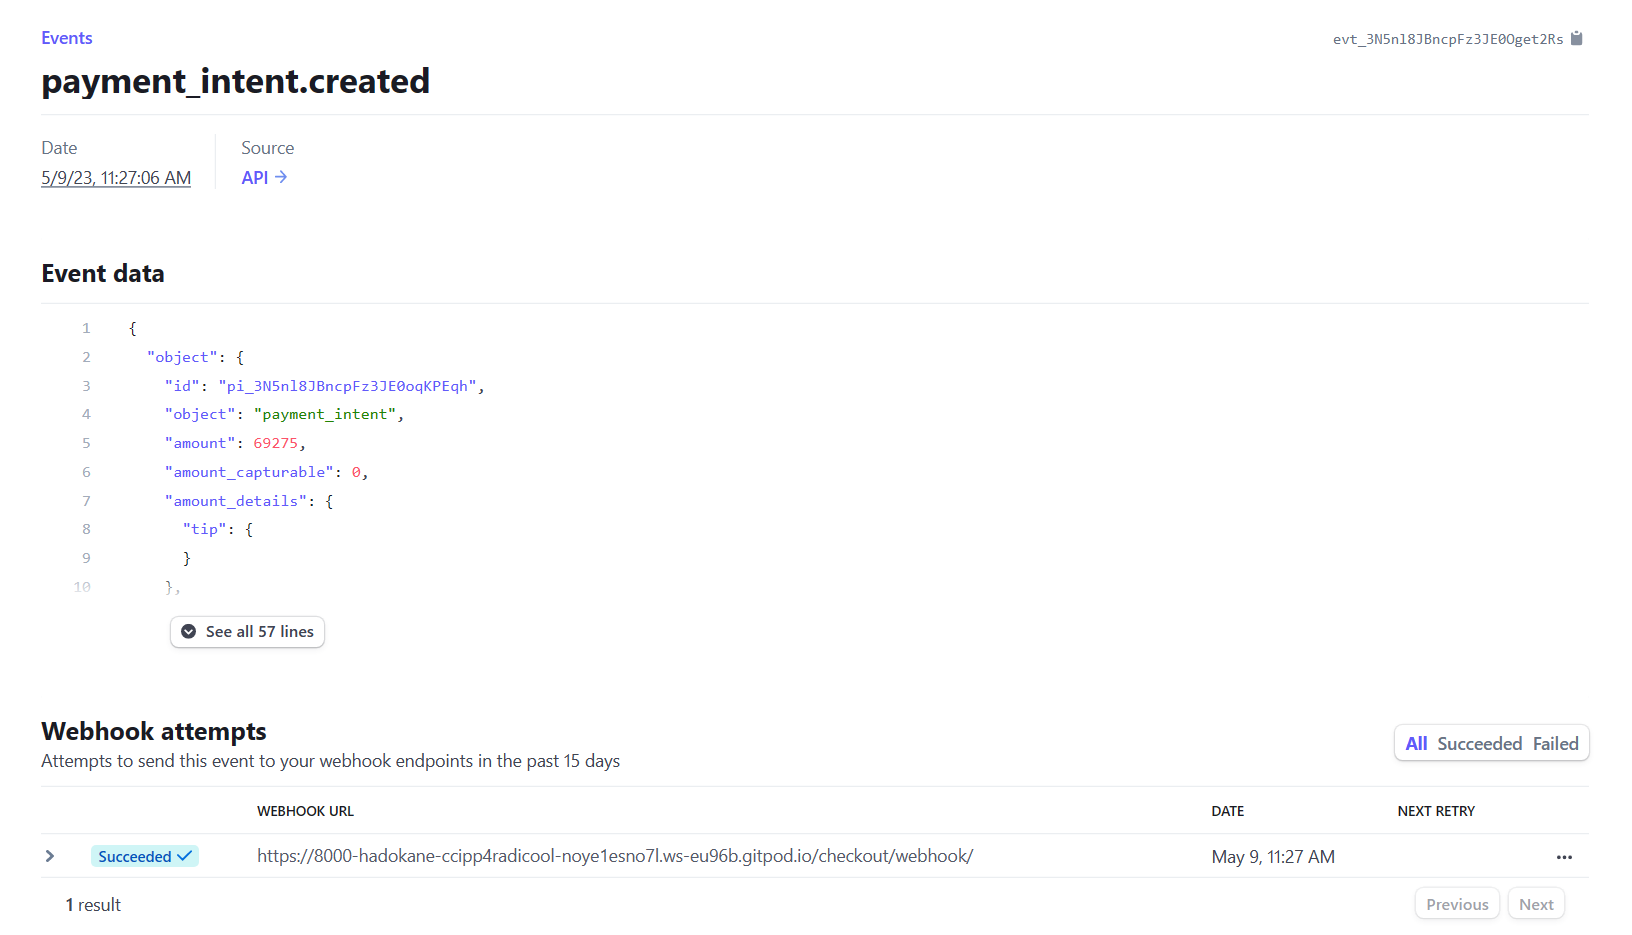 Events
evt_3N5nl8JBncpFz3JE0Oget2Rs
payment_intent.created
Date
Source
5/9/23, 11:27:06 AM
API →
Event data
1 {
2 "object": {
3 "id": "pi_3N5nl8JBncpFz3JE0oqKPEqh",
4 "object": "payment_intent",
5 "amount": 69275,
6 "amount_capturable": 0,
7 "amount_details": {
8 "tip": {
9 }
10 },
See all 57 lines
Webhook attempts
Attempts to send this event to your webhook endpoints in the past 15 days
All Succeeded Failed
WEBHOOK URL DATE NEXT RETRY
Succeeded ✓ https://8000-hadokane-ccipp4radicool-noye1esno7l.ws-eu96b.gitpod.io/checkout/webhook/ May 9, 11:27 AM
1 result
Previous Next